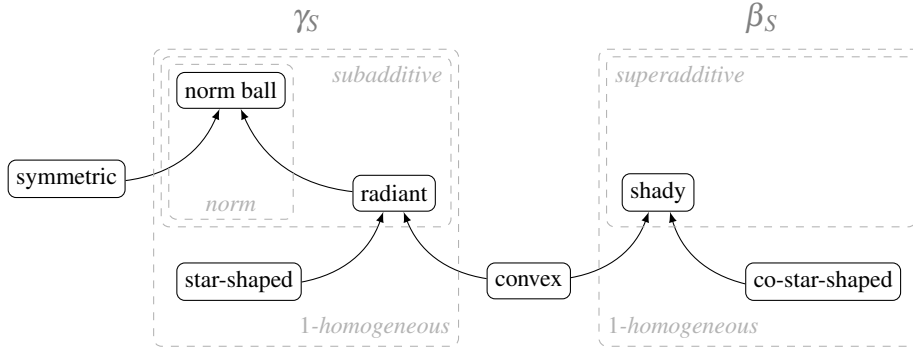 γS βS
subadditive superadditive
norm ball
symmetric
norm radiant shady
star-shaped convex co-star-shaped
1-homogeneous 1-homogeneous